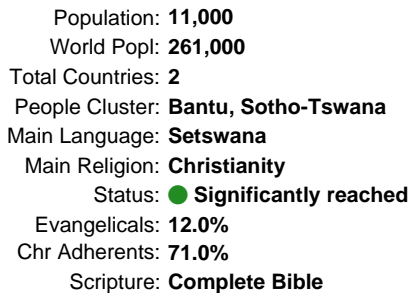 Population: 11,000
World Popl: 261,000
Total Countries: 2
People Cluster: Bantu, Sotho-Tswana
Main Language: Setswana
Main Religion: Christianity
Status: Significantly reached
Evangelicals: 12.0%
Chr Adherents: 71.0%
Scripture: Complete Bible